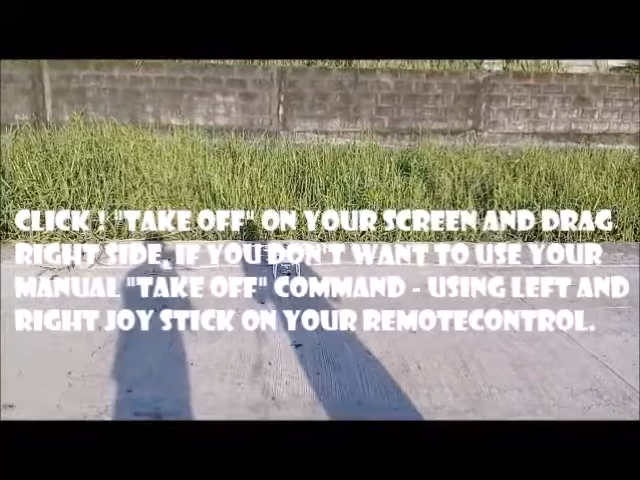 CLICK ! "TAKE OFF" ON YOUR SCREEN AND DRAG
RIGHT SIDE, IF YOU DON'T WANT TO USE YOUR
MANUAL "TAKE OFF" COMMAND - USING LEFT AND
RIGHT JOY STICK ON YOUR REMOTECONTROL.